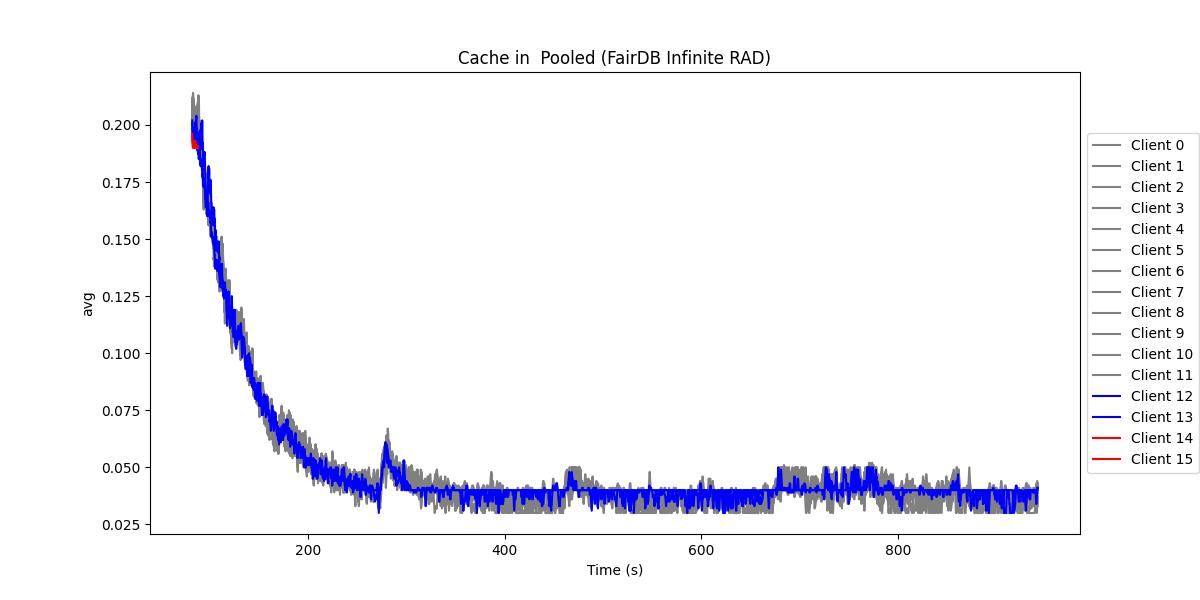 Cache in  Pooled (FairDB Infinite RAD)
avg
0.200
0.175
0.150
0.125
0.100
0.075
0.050
0.025
200
400
600
800
Time (s)
Client 0
Client 1
Client 2
Client 3
Client 4
Client 5
Client 6
Client 7
Client 8
Client 9
Client 10
Client 11
Client 12
Client 13
Client 14
Client 15